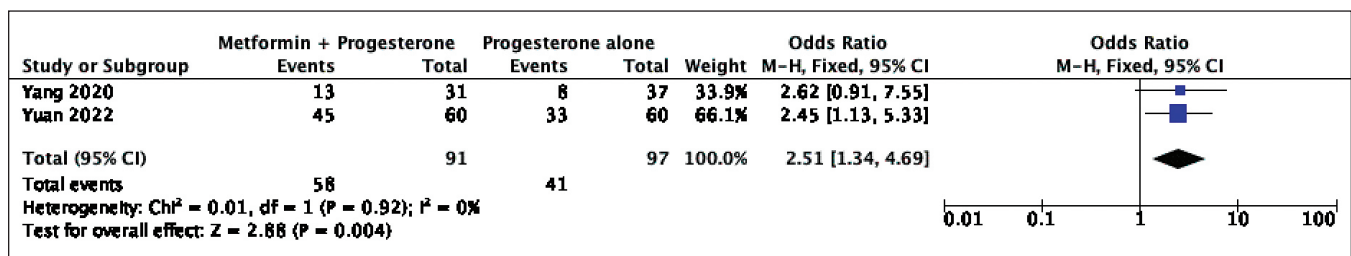 Metformin + Progesterone Progesterone alone Odds Ratio Odds Ratio
Study or Subgroup Events Total Events Total Weight M-H, Fixed, 95% CI M-H, Fixed, 95% CI
Yang 2020 13 31 8 37 33.9% 2.62 [0.91, 7.55]
Yuan 2022 45 60 33 60 66.1% 2.45 [1.13, 5.33]
Total (95% CI) 91 97 100.0% 2.51 [1.34, 4.69]
Total events 58 41
Heterogeneity: Chi² = 0.01, df = 1 (P = 0.92); I² = 0%
Test for overall effect: Z = 2.88 (P = 0.004)
0.01 0.1 1 10 100